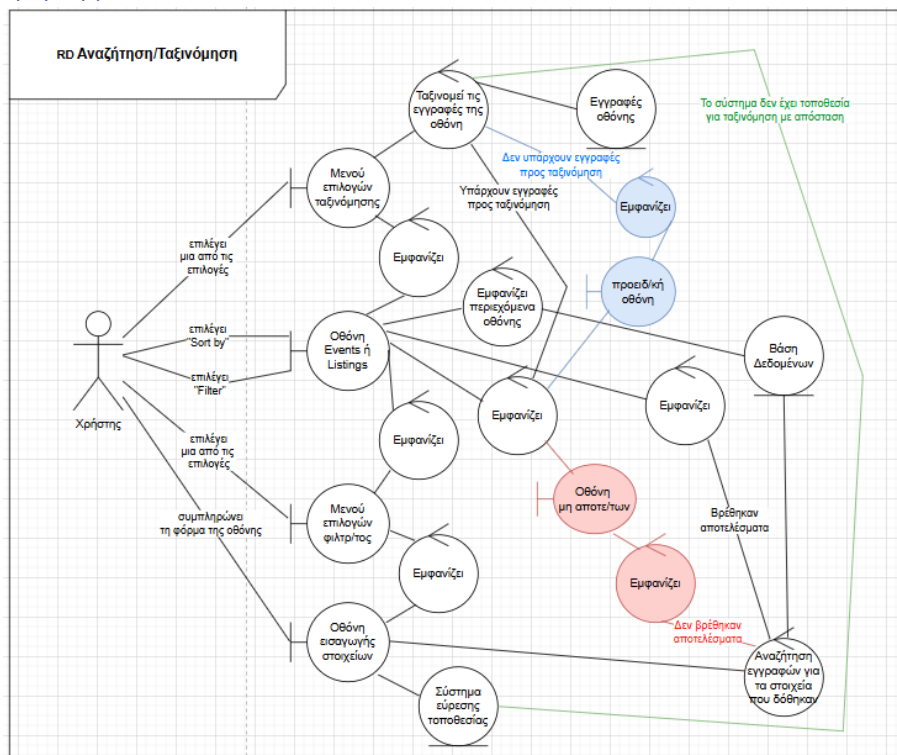 RD Αναζήτηση/Ταξινόμηση
Ταξινομεί τις
εγγραφές της
οθόνη
Εγγραφές
οθόνης
Το σύστημα δεν έχει τοποθεσία
για ταξινόμηση με απόσταση
Δεν υπάρχουν εγγραφές
προς ταξινόμηση
Μενού
επιλογών
ταξινόμησης
Υπάρχουν εγγραφές
προς ταξινόμηση
Εμφανίζει
επιλέγει
μια από τις
επιλογές
Εμφανίζει
Εμφανίζει
περιεχόμενα
οθόνης
προειδ/κή
οθόνη
επιλέγει
"Sort by"
Οθόνη
Events ή
Listings
Βάση
Δεδομένων
επιλέγει
"Filter"
Χρήστης
Εμφανίζει
Εμφανίζει
Εμφανίζει
επιλέγει
μια από τις
επιλογές
Οθόνη
μη αποτε/των
Μενού
επιλογών
φιλτρ/τος
Βρέθηκαν
αποτελέσματα
συμπληρώνει
τη φόρμα της οθόνης
Εμφανίζει
Εμφανίζει
Δεν βρέθηκαν
αποτελέσματα
Οθόνη
εισαγωγής
στοιχείων
Αναζήτηση
εγγραφών για
τα στοιχεία
που δόθηκαν
Σύστημα
εύρεσης
τοποθεσίας